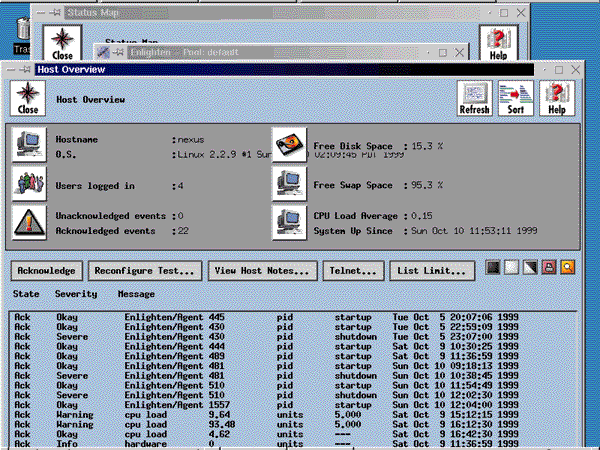 Status Map
Trash
Close
Status Map
Help
Enlighten - Pool: default
Host Overview
Close
Host Overview
Refresh
Sort
Help
Hostname :nexus
O.S. :Linux 2.2.9 #1 Sun 02:09:45 PDT 1999
Free Disk Space : 15.3 %
Users logged in :4
Free Swap Space : 95.3 %
Unacknowledged events :0
Acknowledged events :22
CPU Load Average : 0.15
System Up Since : Sun Oct 10 11:53:11 1999
Acknowledge
Reconfigure Test...
View Host Notes...
Telnet...
List Limit...
State Severity Message
Ack Okay Enlighten/Agent 445 pid startup Tue Oct 5 20:07:06 1999
Ack Okay Enlighten/Agent 430 pid startup Tue Oct 5 22:59:09 1999
Ack Severe Enlighten/Agent 430 pid shutdown Tue Oct 5 23:07:00 1999
Ack Okay Enlighten/Agent 444 pid startup Sat Oct 9 10:30:25 1999
Ack Okay Enlighten/Agent 489 pid startup Sat Oct 9 11:36:59 1999
Ack Okay Enlighten/Agent 481 pid startup Sun Oct 10 09:18:13 1999
Ack Severe Enlighten/Agent 481 pid shutdown Sun Oct 10 10:38:45 1999
Ack Okay Enlighten/Agent 510 pid startup Sun Oct 10 11:54:49 1999
Ack Severe Enlighten/Agent 510 pid shutdown Sun Oct 10 12:02:30 1999
Ack Okay Enlighten/Agent 1557 pid startup Sun Oct 10 12:04:00 1999
Ack Warning cpu load 9.64 units 5.000 Sat Oct 9 15:12:15 1999
Ack Warning cpu load 93.48 units 5.000 Sat Oct 9 16:12:30 1999
Ack Okay cpu load 4.62 units --- Sat Oct 9 16:42:30 1999
Ack Info hardware 0 units --- Sat Oct 9 11:36:59 1999